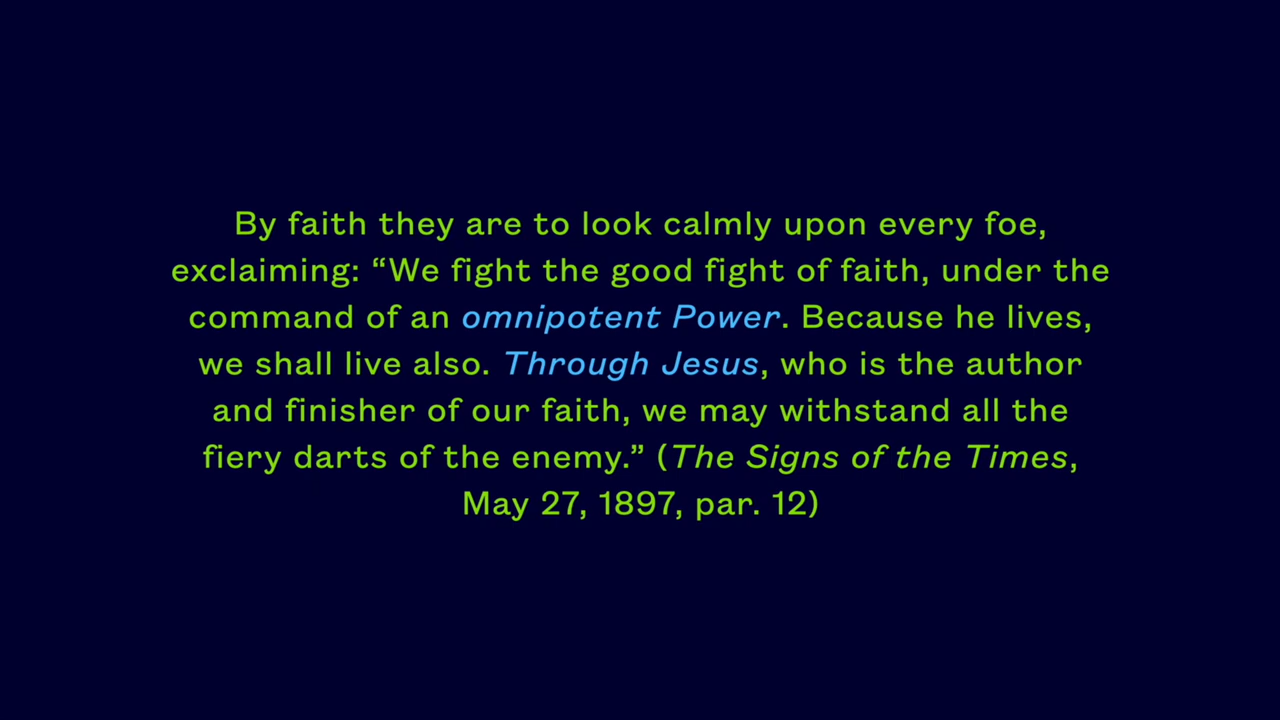 By faith they are to look calmly upon every foe,
exclaiming: “We fight the good fight of faith, under the
command of an omnipotent Power. Because he lives,
we shall live also. Through Jesus, who is the author
and finisher of our faith, we may withstand all the
fiery darts of the enemy.” (The Signs of the Times,
May 27, 1897, par. 12)